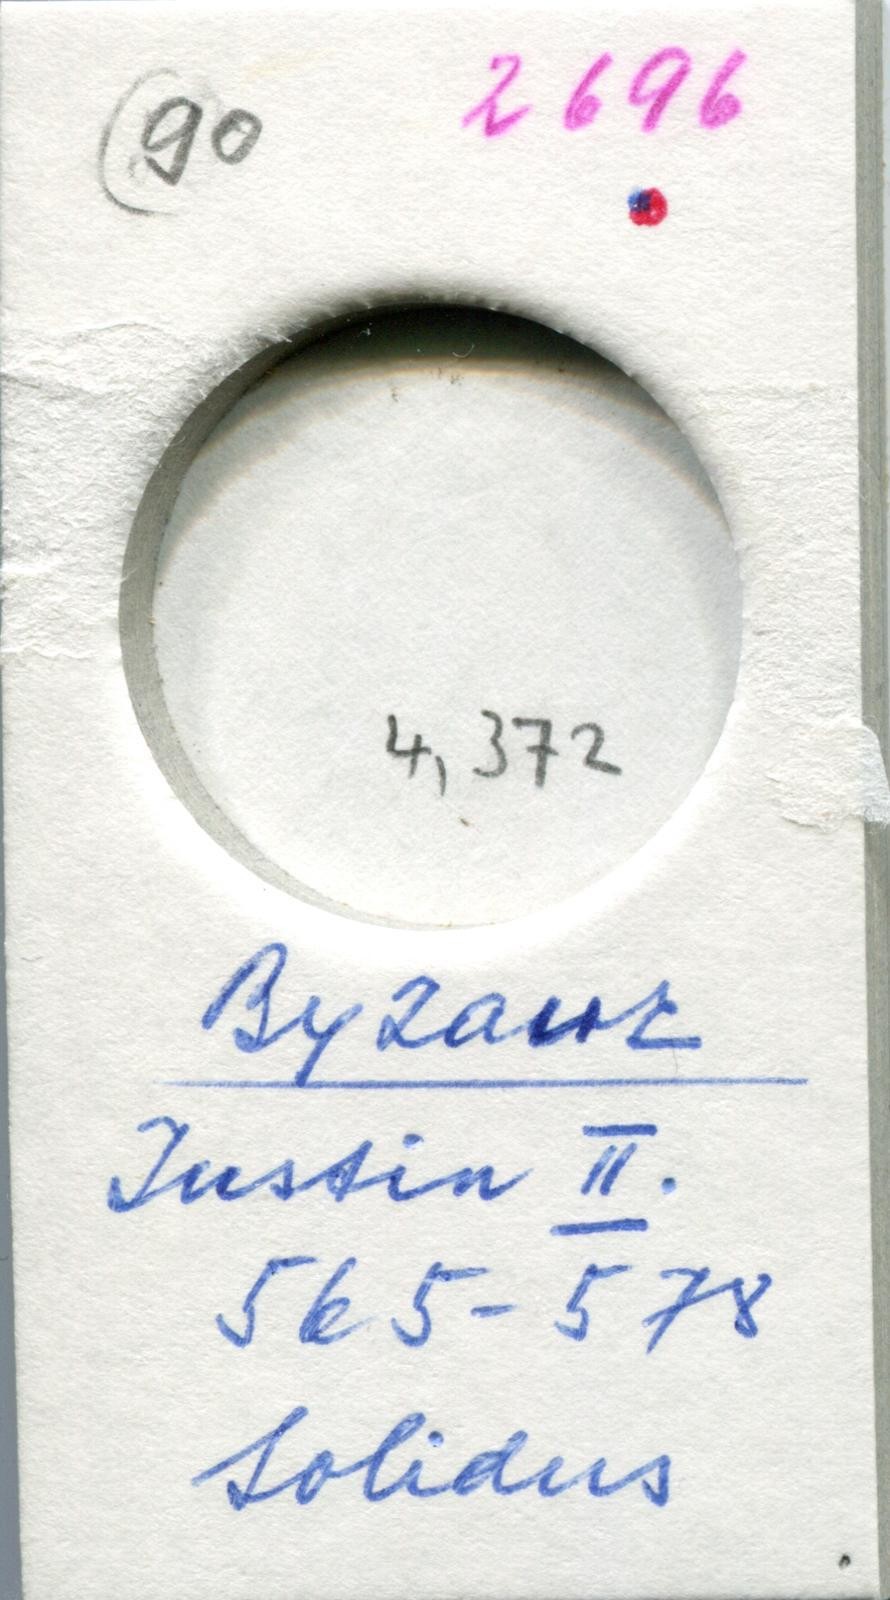 90 2696
4,372
Byzanz
Justin II.
565-578
Solidus